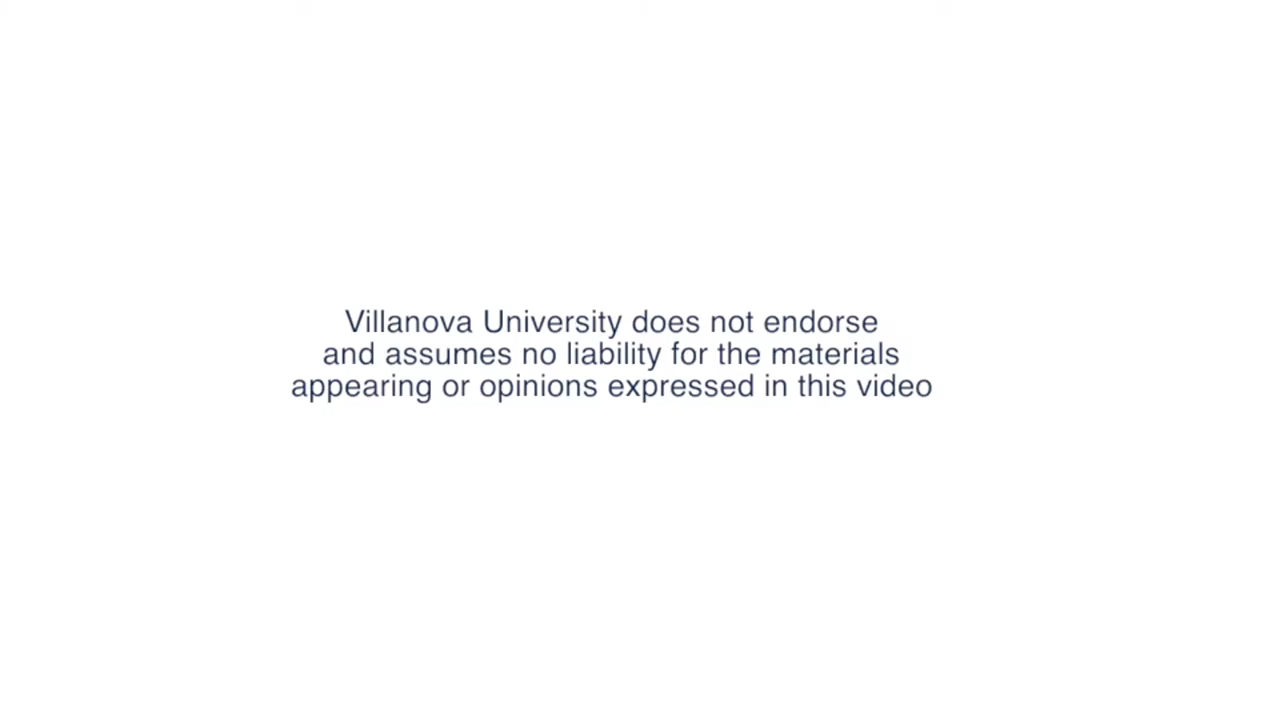 Villanova University does not endorse
and assumes no liability for the materials
appearing or opinions expressed in this video